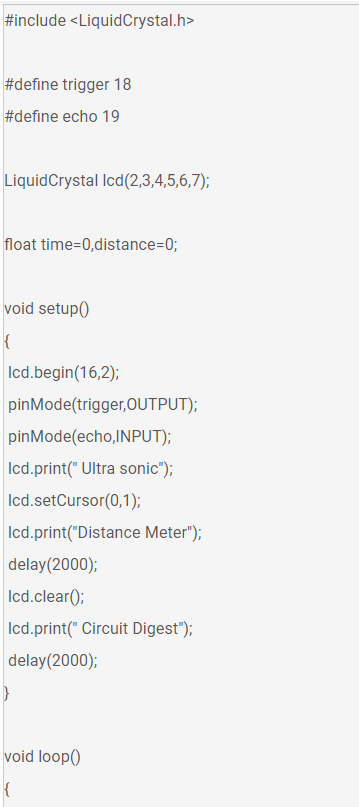 #include <LiquidCrystal.h>
#define trigger 18
#define echo 19
LiquidCrystal lcd(2,3,4,5,6,7);
float time=0,distance=0;
void setup()
{
lcd.begin(16,2);
pinMode(trigger,OUTPUT);
pinMode(echo,INPUT);
lcd.print(" Ultra sonic");
lcd.setCursor(0,1);
lcd.print("Distance Meter");
delay(2000);
lcd.clear();
lcd.print(" Circuit Digest");
delay(2000);
}
void loop()
{